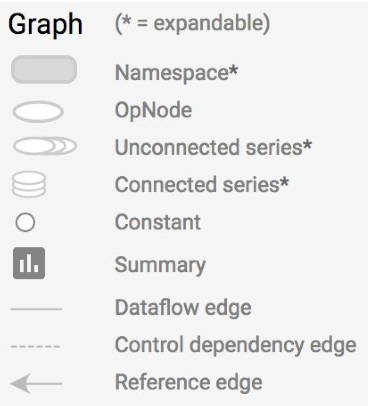 Graph (* = expandable)
Namespace*
OpNode
Unconnected series*
Connected series*
Constant
Summary
Dataflow edge
Control dependency edge
Reference edge